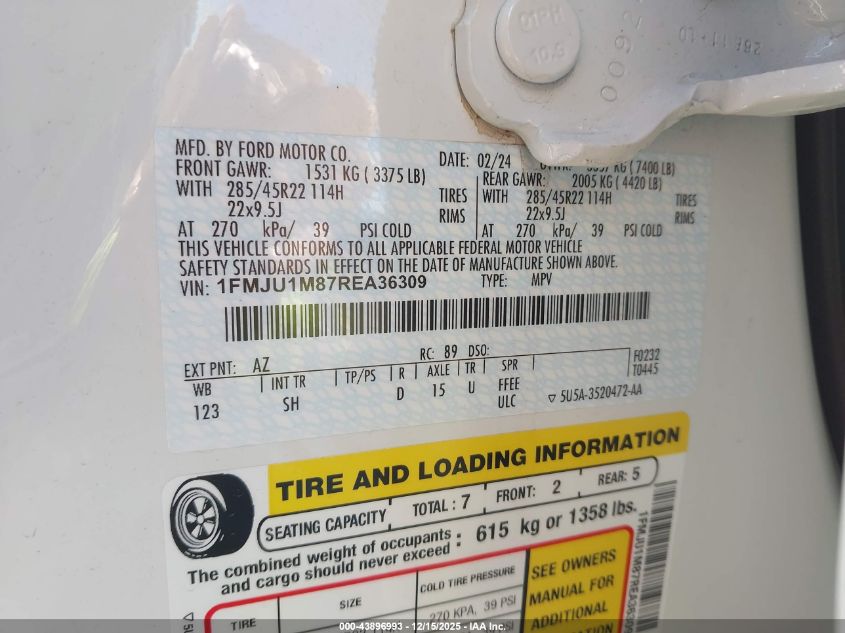 MFD. BY FORD MOTOR CO.
DATE: 02/24
KG (7400 LB)
FRONT GAWR: 1531 KG ( 3375 LB)
REAR GAWR: 2005 KG ( 4420 LB)
WITH 285/45R22 114H TIRES
WITH 285/45R22 114H TIRES
22x9.5J RIMS
22x9.5J RIMS
AT 270 kPa/ 39 PSI COLD
AT 270 kPa/ 39 PSI COLD
THIS VEHICLE CONFORMS TO ALL APPLICABLE FEDERAL MOTOR VEHICLE
SAFETY STANDARDS IN EFFECT ON THE DATE OF MANUFACTURE SHOWN ABOVE.
VIN: 1FMJU1M87REA36309 TYPE: MPV
EXT PNT: AZ RC: 89 DSO: F0232
T0445
WB INT TR TP/PS R AXLE TR SPR
123 SH D 15 U FFEE
ULC
5U5A-3520472-AA
TIRE AND LOADING INFORMATION
SEATING CAPACITY TOTAL : 7 FRONT: 2 REAR: 5
The combined weight of occupants and cargo should never exceed : 615 kg or 1358 lbs.
TIRE SIZE COLD TIRE PRESSURE
270 KPA, 39 PSI
SEE OWNERS
MANUAL FOR
ADDITIONAL
000-43896993 - 12/15/2025 - IAA Inc.